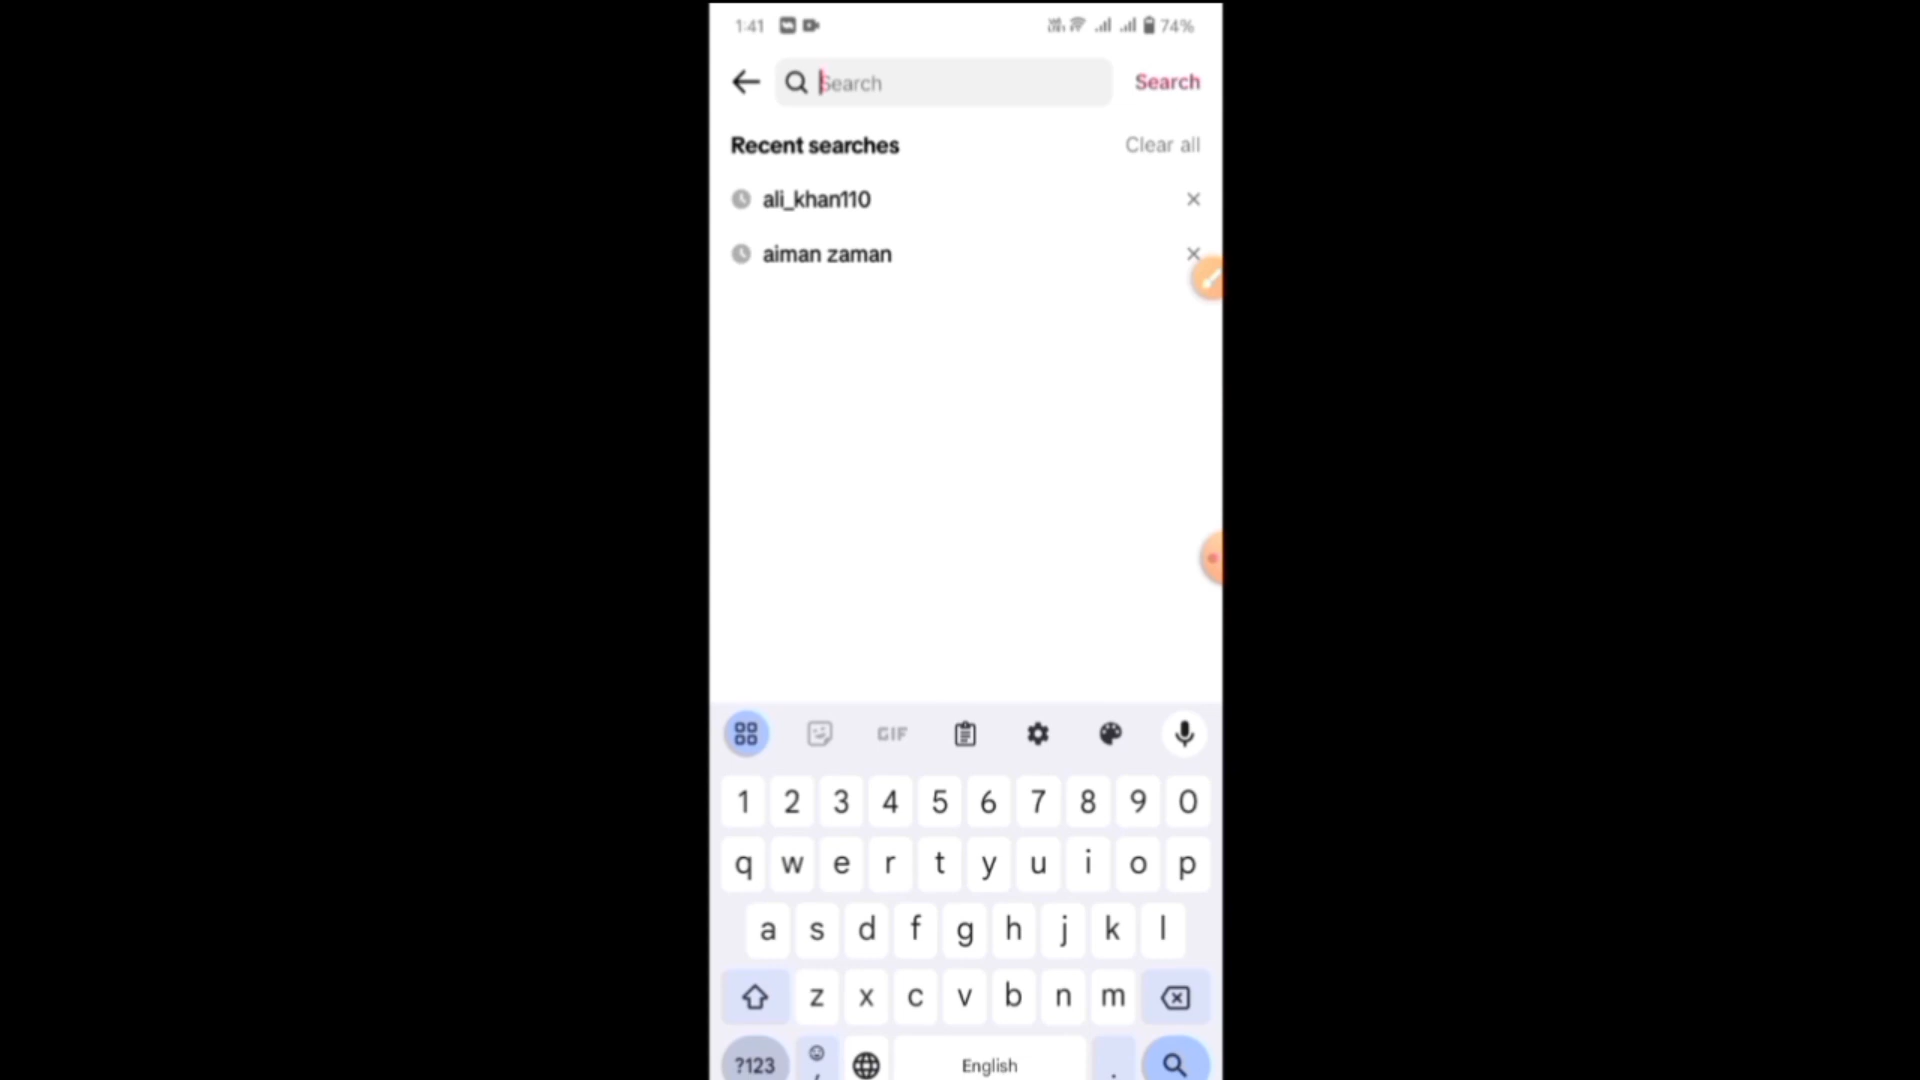 1:41 74%
Search Search
Recent searches Clear all
ali_khan110
aiman zaman
GIF
1 2 3 4 5 6 7 8 9 0
q w e r t y u i o p
a s d f g h j k l
z x c v b n m
?123 , English .